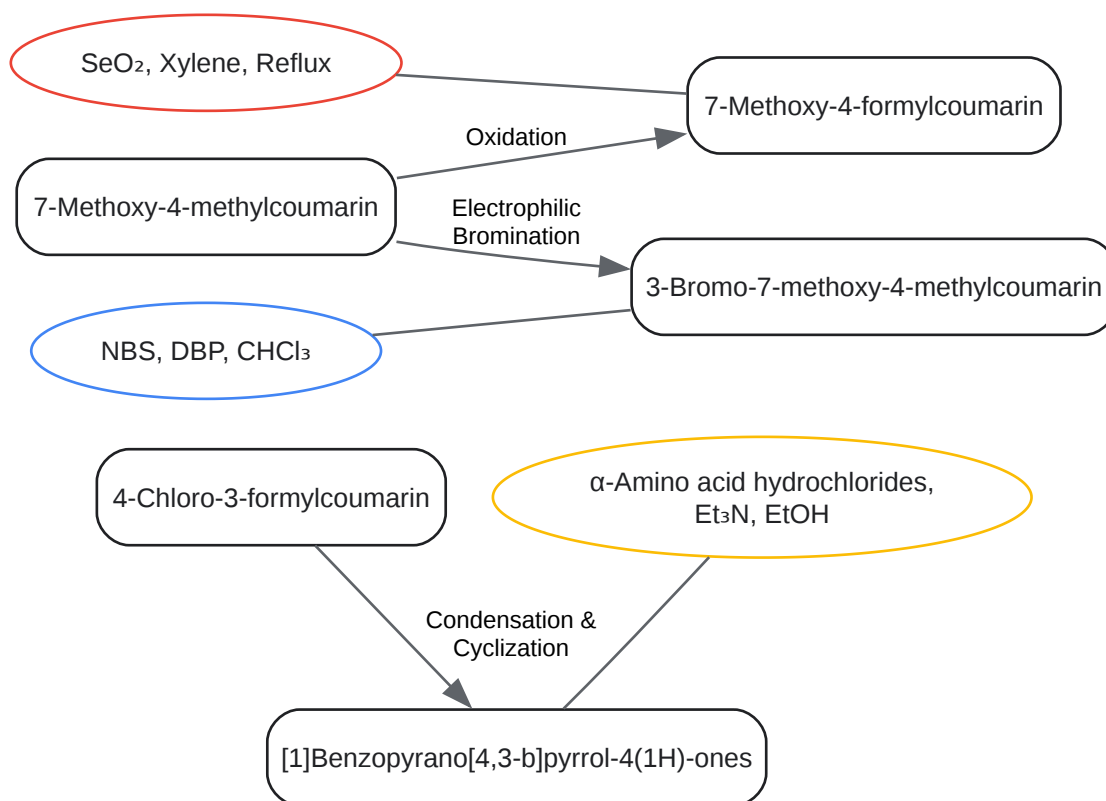 SeO₂, Xylene, Reflux
7-Methoxy-4-formylcoumarin
Oxidation
7-Methoxy-4-methylcoumarin
Electrophilic
Bromination
3-Bromo-7-methoxy-4-methylcoumarin
NBS, DBP, CHCl₃
4-Chloro-3-formylcoumarin
α-Amino acid hydrochlorides,
Et₃N, EtOH
Condensation &
Cyclization
[1]Benzopyrano[4,3-b]pyrrol-4(1H)-ones